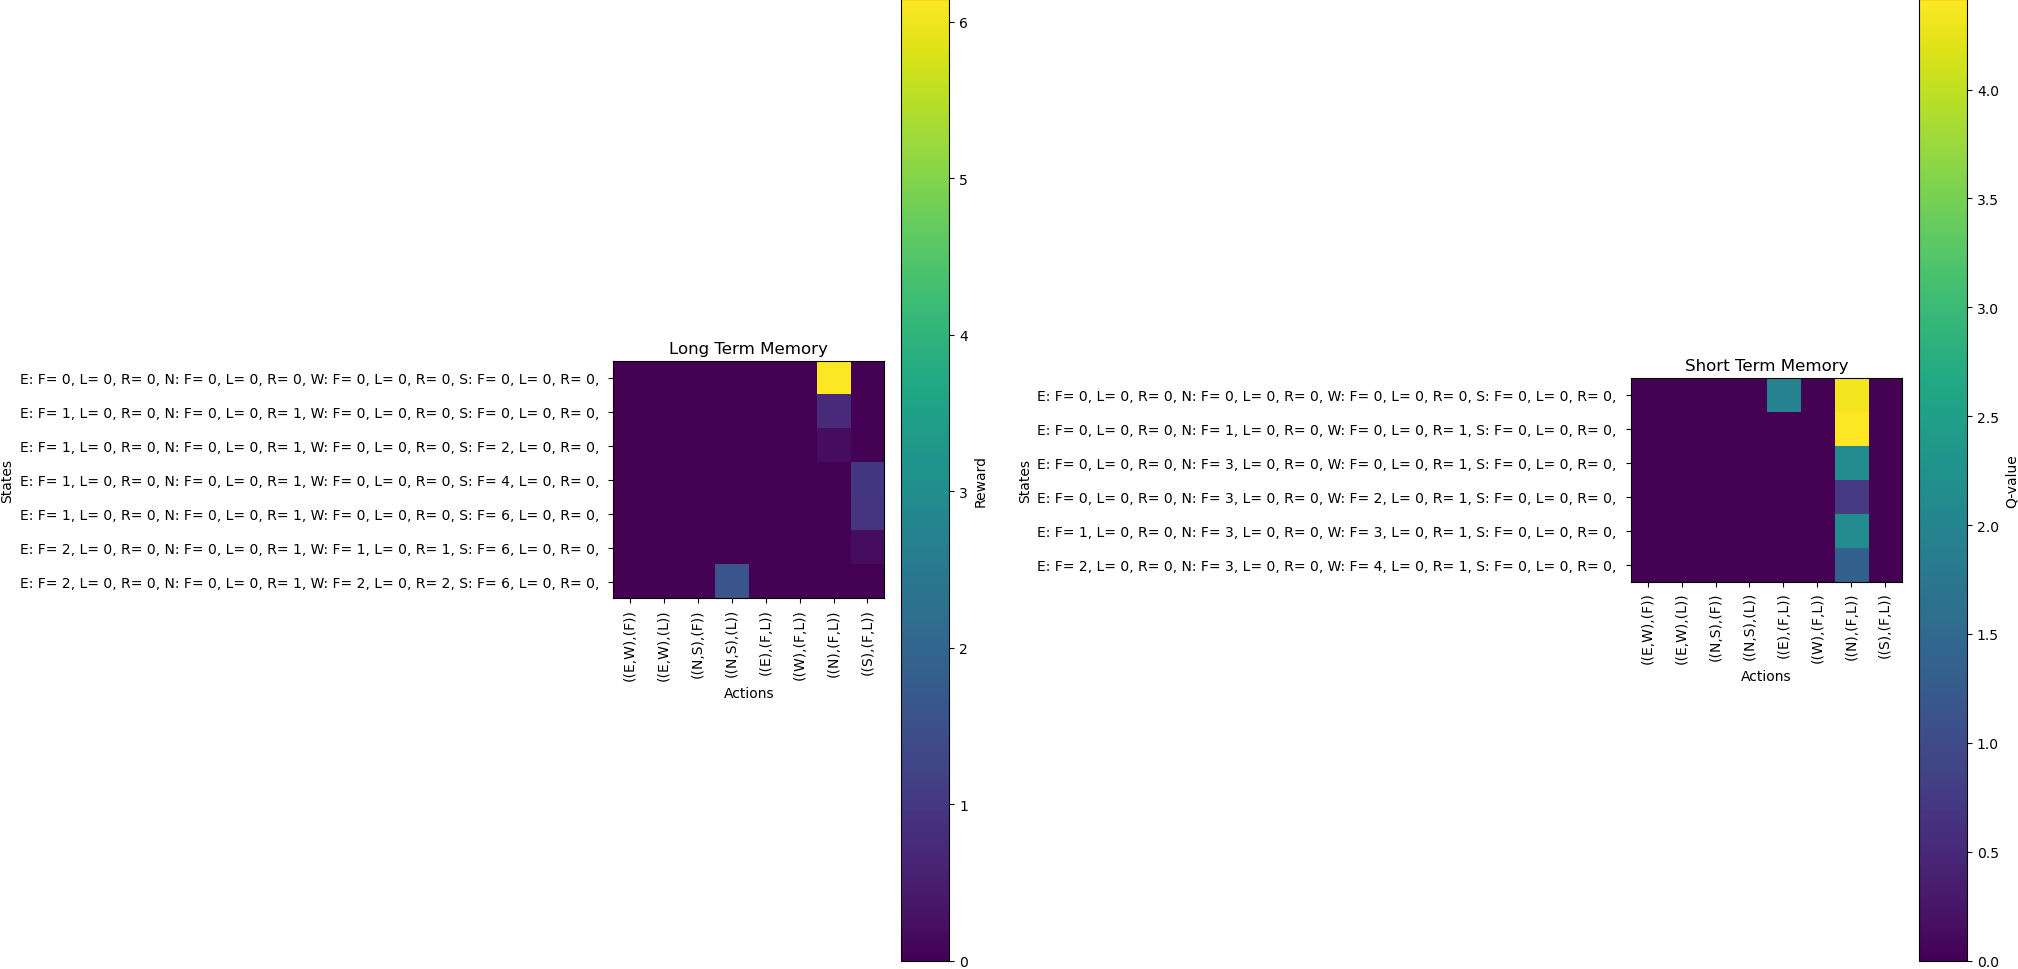 Long Term Memory
States
E: F= 0, L= 0, R= 0, N: F= 0, L= 0, R= 0, W: F= 0, L= 0, R= 0, S: F= 0, L= 0, R= 0,
E: F= 1, L= 0, R= 0, N: F= 0, L= 0, R= 1, W: F= 0, L= 0, R= 0, S: F= 0, L= 0, R= 0,
E: F= 1, L= 0, R= 0, N: F= 0, L= 0, R= 1, W: F= 0, L= 0, R= 0, S: F= 2, L= 0, R= 0,
E: F= 1, L= 0, R= 0, N: F= 0, L= 0, R= 1, W: F= 0, L= 0, R= 0, S: F= 4, L= 0, R= 0,
E: F= 1, L= 0, R= 0, N: F= 0, L= 0, R= 1, W: F= 0, L= 0, R= 0, S: F= 6, L= 0, R= 0,
E: F= 2, L= 0, R= 0, N: F= 0, L= 0, R= 1, W: F= 1, L= 0, R= 1, S: F= 6, L= 0, R= 0,
E: F= 2, L= 0, R= 0, N: F= 0, L= 0, R= 1, W: F= 2, L= 0, R= 2, S: F= 6, L= 0, R= 0,
((E,W),(F))
((E,W),(L))
((N,S),(F))
((N,S),(L))
((E),(F,L))
((W),(F,L))
((N),(F,L))
((S),(F,L))
Actions
6
5
4
3
2
1
0
Reward
Short Term Memory
States
E: F= 0, L= 0, R= 0, N: F= 0, L= 0, R= 0, W: F= 0, L= 0, R= 0, S: F= 0, L= 0, R= 0,
E: F= 0, L= 0, R= 0, N: F= 1, L= 0, R= 0, W: F= 0, L= 0, R= 1, S: F= 0, L= 0, R= 0,
E: F= 0, L= 0, R= 0, N: F= 3, L= 0, R= 0, W: F= 0, L= 0, R= 1, S: F= 0, L= 0, R= 0,
E: F= 0, L= 0, R= 0, N: F= 3, L= 0, R= 0, W: F= 2, L= 0, R= 1, S: F= 0, L= 0, R= 0,
E: F= 1, L= 0, R= 0, N: F= 3, L= 0, R= 0, W: F= 3, L= 0, R= 1, S: F= 0, L= 0, R= 0,
E: F= 2, L= 0, R= 0, N: F= 3, L= 0, R= 0, W: F= 4, L= 0, R= 1, S: F= 0, L= 0, R= 0,
((E,W),(F))
((E,W),(L))
((N,S),(F))
((N,S),(L))
((E),(F,L))
((W),(F,L))
((N),(F,L))
((S),(F,L))
Actions
4.0
3.5
3.0
2.5
2.0
1.5
1.0
0.5
0.0
Q-value